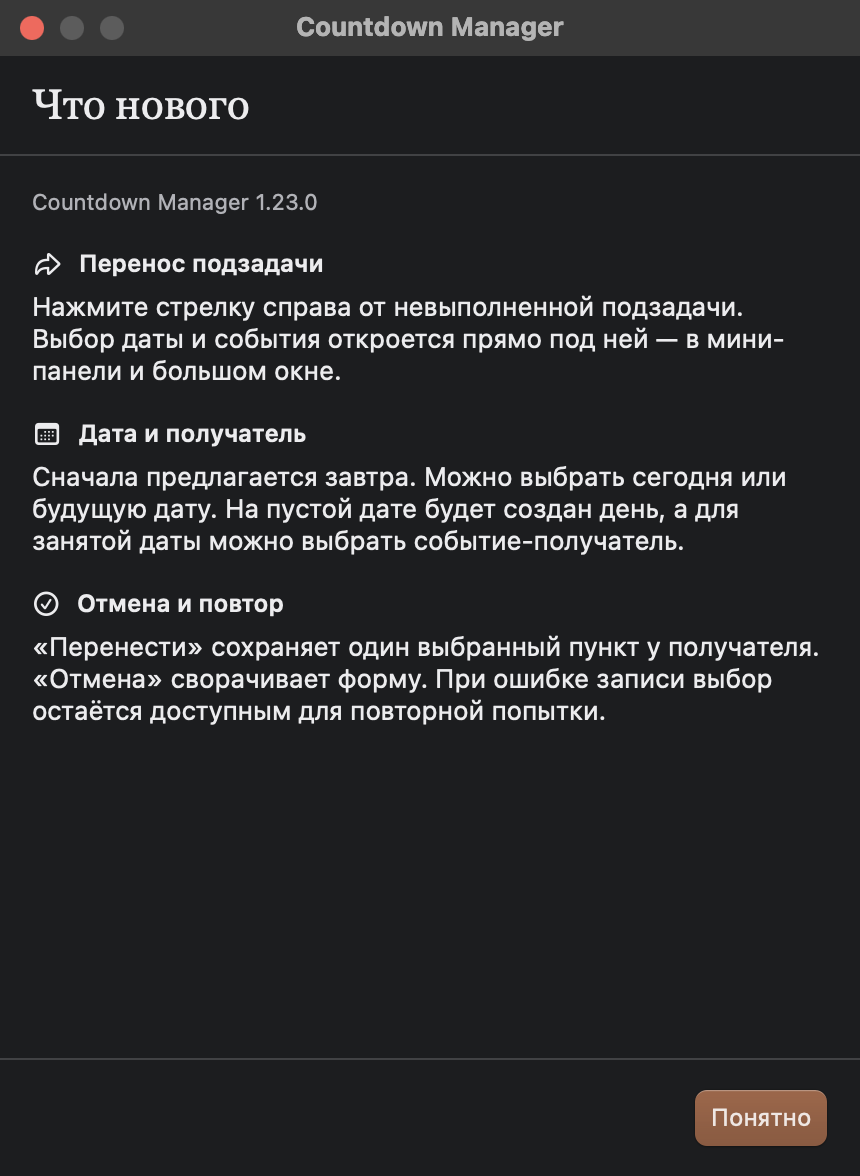 Countdown Manager
Что нового
Countdown Manager 1.23.0
Перенос подзадачи
Нажмите стрелку справа от невыполненной подзадачи.
Выбор даты и события откроется прямо под ней — в мини-
панели и большом окне.
Дата и получатель
Сначала предлагается завтра. Можно выбрать сегодня или
будущую дату. На пустой дате будет создан день, а для
занятой даты можно выбрать событие-получатель.
Отмена и повтор
«Перенести» сохраняет один выбранный пункт у получателя.
«Отмена» сворачивает форму. При ошибке записи выбор
остаётся доступным для повторной попытки.
Понятно